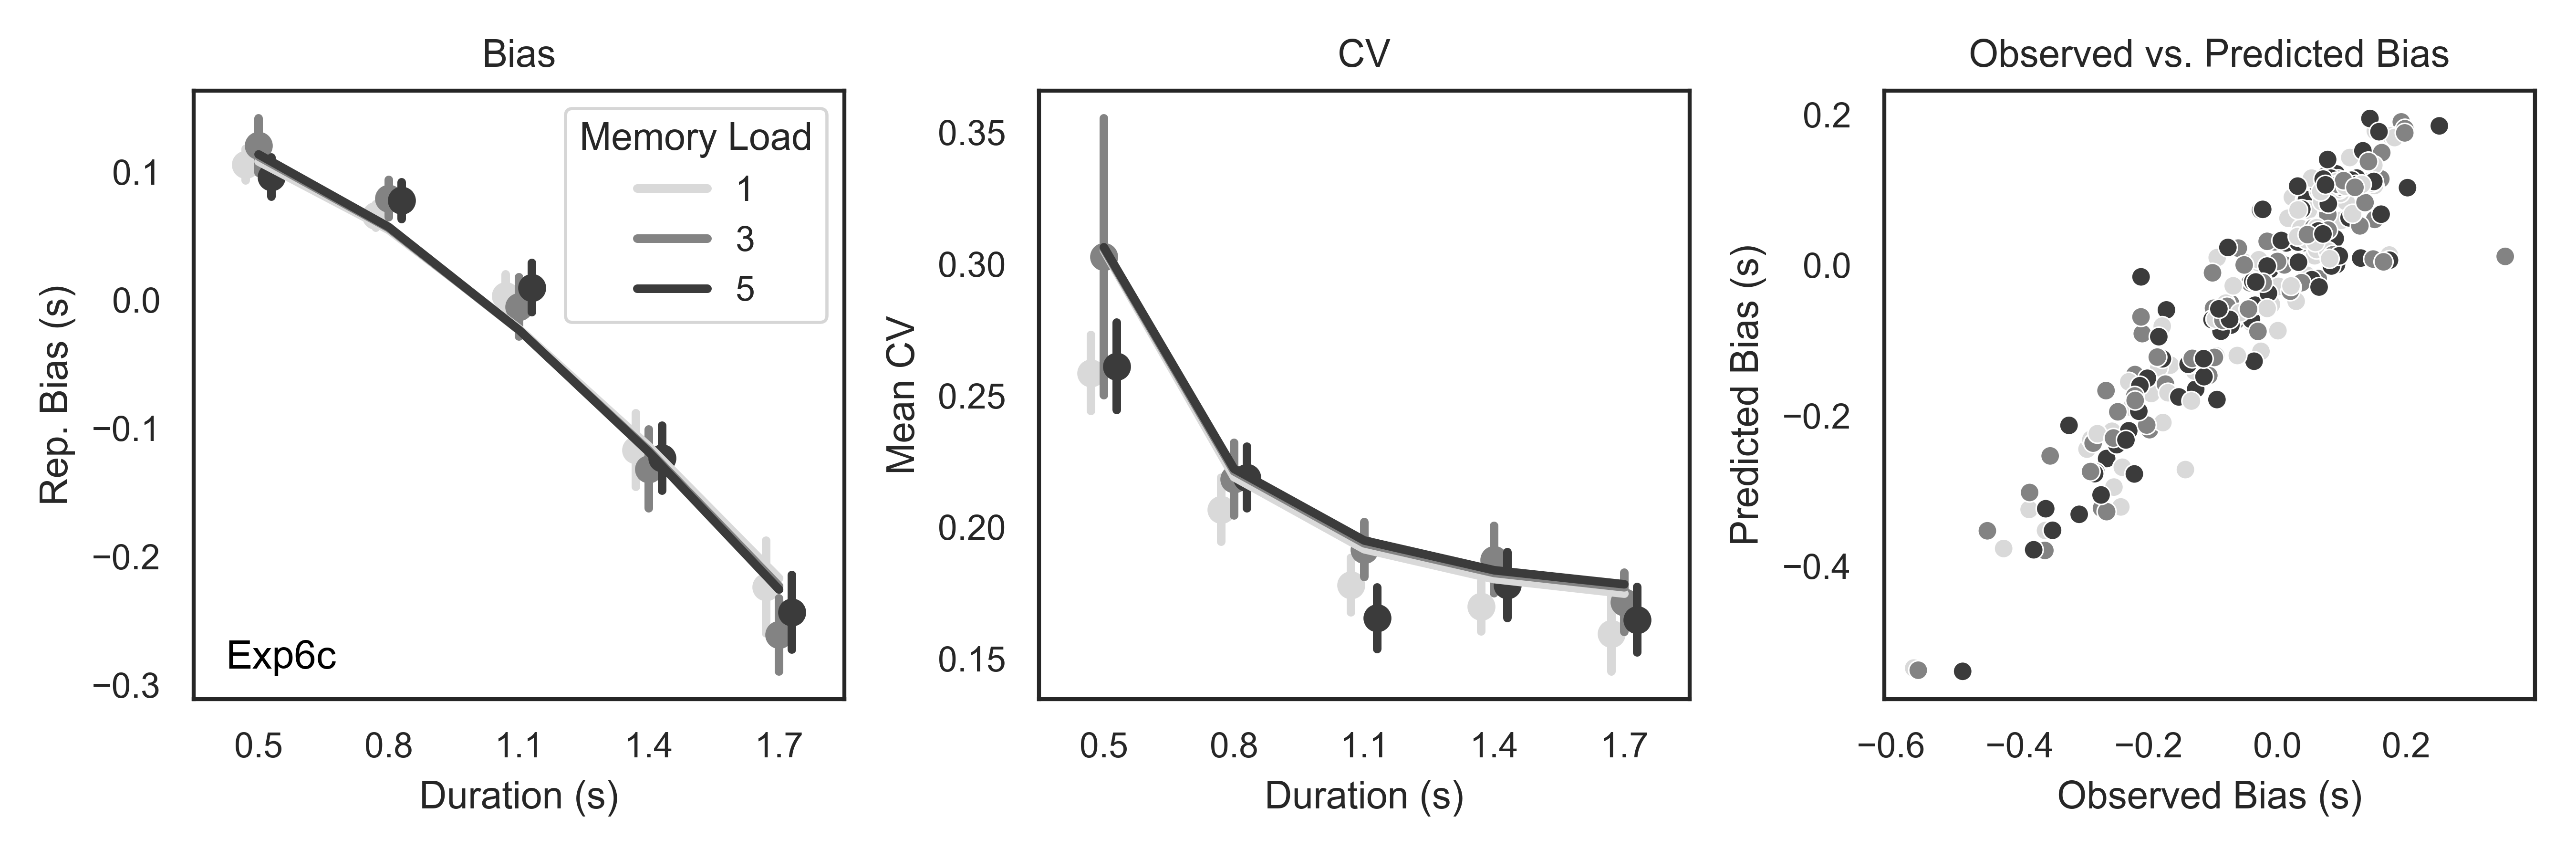 Bias
Rep. Bias (s)
0.1
0.0
−0.1
−0.2
−0.3
Memory Load
1
3
5
Exp6c
0.5 0.8 1.1 1.4 1.7
Duration (s)
CV
Mean CV
0.35
0.30
0.25
0.20
0.15
0.5 0.8 1.1 1.4 1.7
Duration (s)
Observed vs. Predicted Bias
Predicted Bias (s)
0.2
0.0
−0.2
−0.4
−0.6 −0.4 −0.2 0.0 0.2
Observed Bias (s)